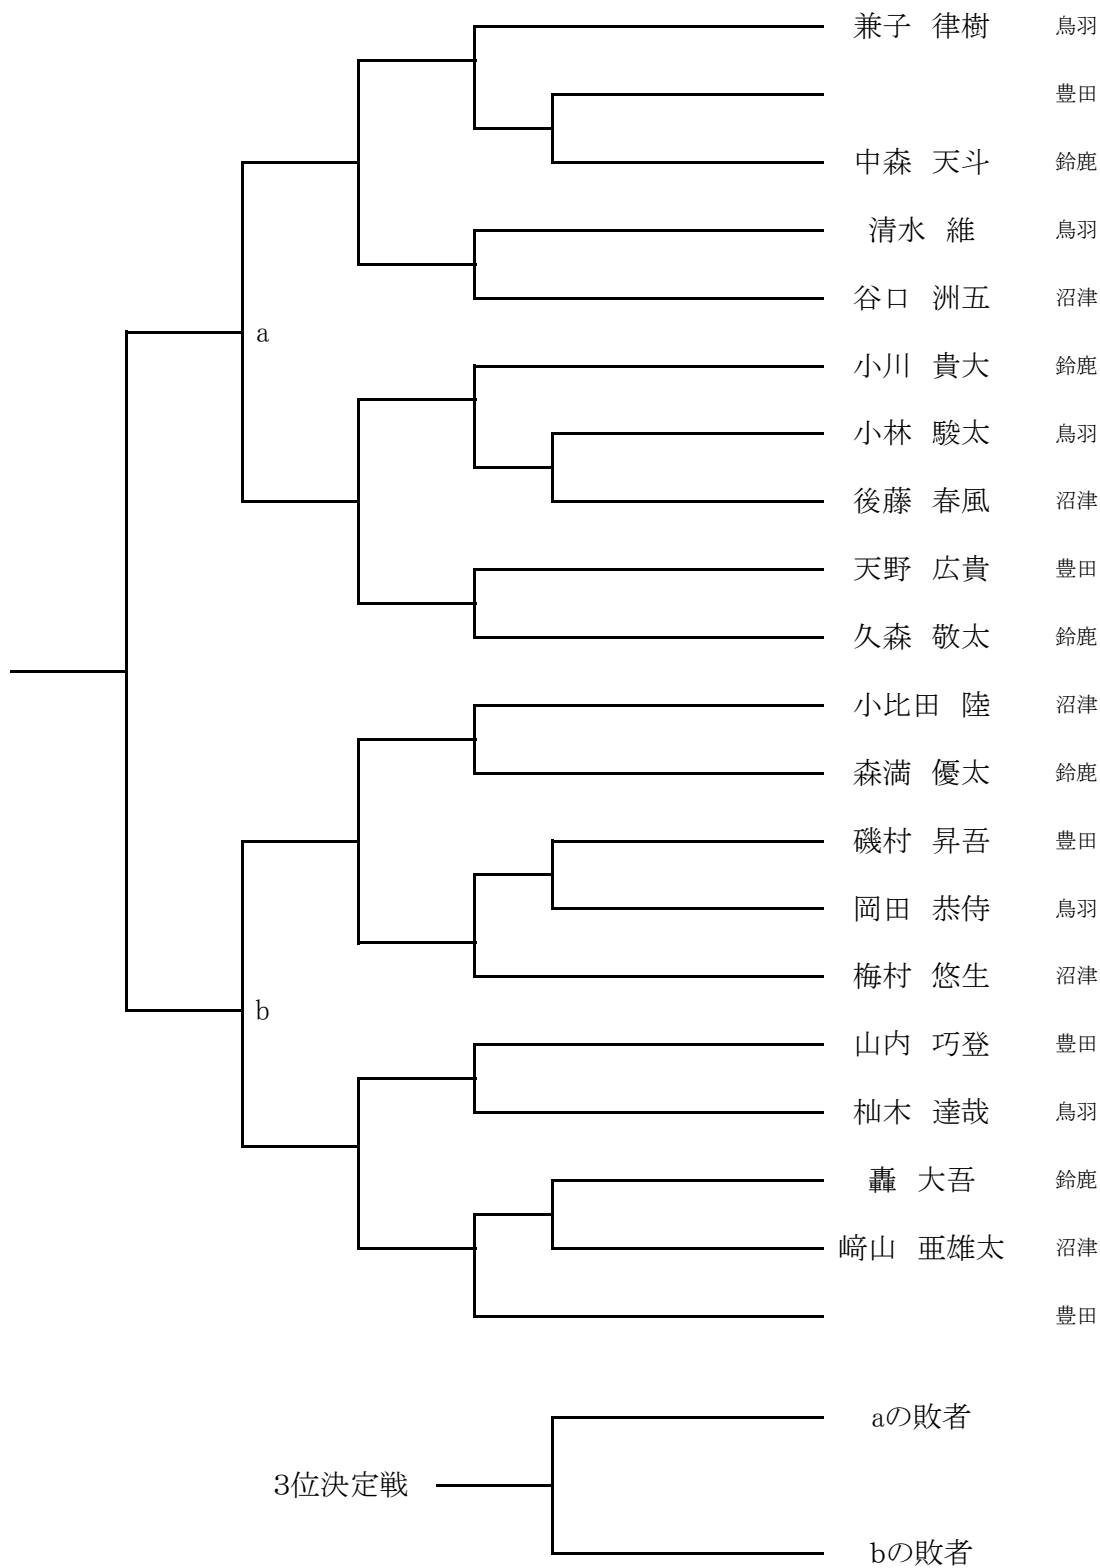 兼子 律樹 鳥羽
豊田
中森 天斗 鈴鹿
清水 維 鳥羽
谷口 洲五 沼津
a
小川 貴大 鈴鹿
小林 駿太 鳥羽
後藤 春風 沼津
天野 広貴 豊田
久森 敬太 鈴鹿
小比田 陸 沼津
森満 優太 鈴鹿
磯村 昇吾 豊田
岡田 恭侍 鳥羽
梅村 悠生 沼津
b
山内 巧登 豊田
杣木 達哉 鳥羽
轟 大吾 鈴鹿
﨑山 亜雄太 沼津
豊田
aの敗者
3位決定戦
bの敗者